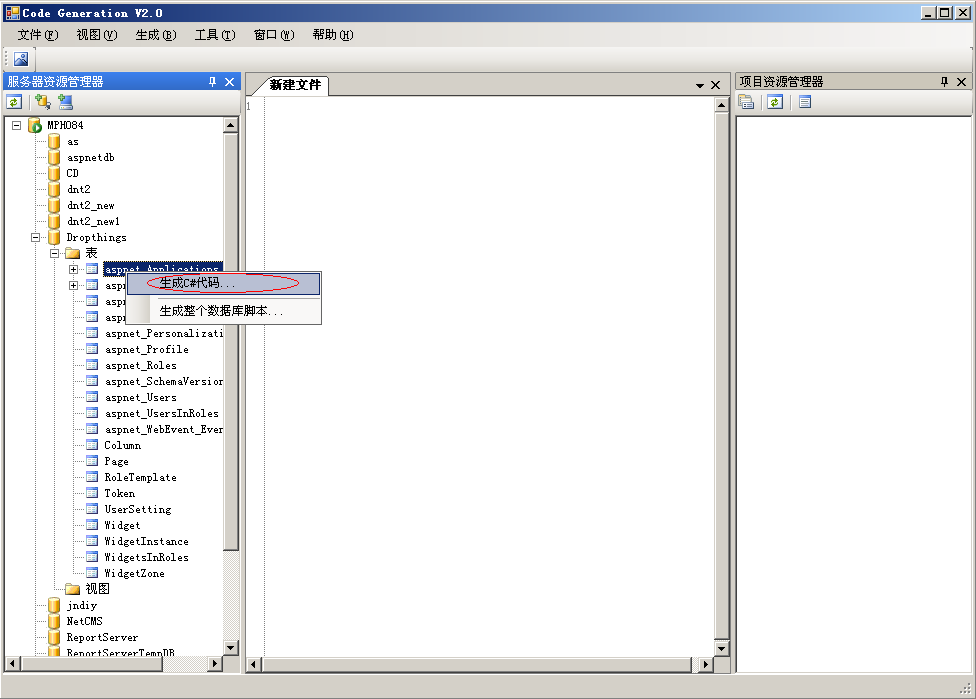 Code Generation V2.0
文件(F) 视图(V) 生成(B) 工具(T) 窗口(W) 帮助(H)
服务器资源管理器
MPH084
as
aspnetdb
CD
dnt2
dnt2_new
dnt2_new1
Dropthings
表
aspnet_Applications
asp
asp
asp
aspnet_Personalizati
aspnet_Profile
aspnet_Roles
aspnet_SchemaVersion
aspnet_Users
aspnet_UsersInRoles
aspnet_WebEvent_Even
Column
Page
RoleTemplate
Token
UserSetting
Widget
WidgetInstance
WidgetsInRoles
WidgetZone
视图
jndiy
NetCMS
ReportServer
ReportServerTempDB
生成C#代码...
生成整个数据库脚本...
新建文件
1
项目资源管理器